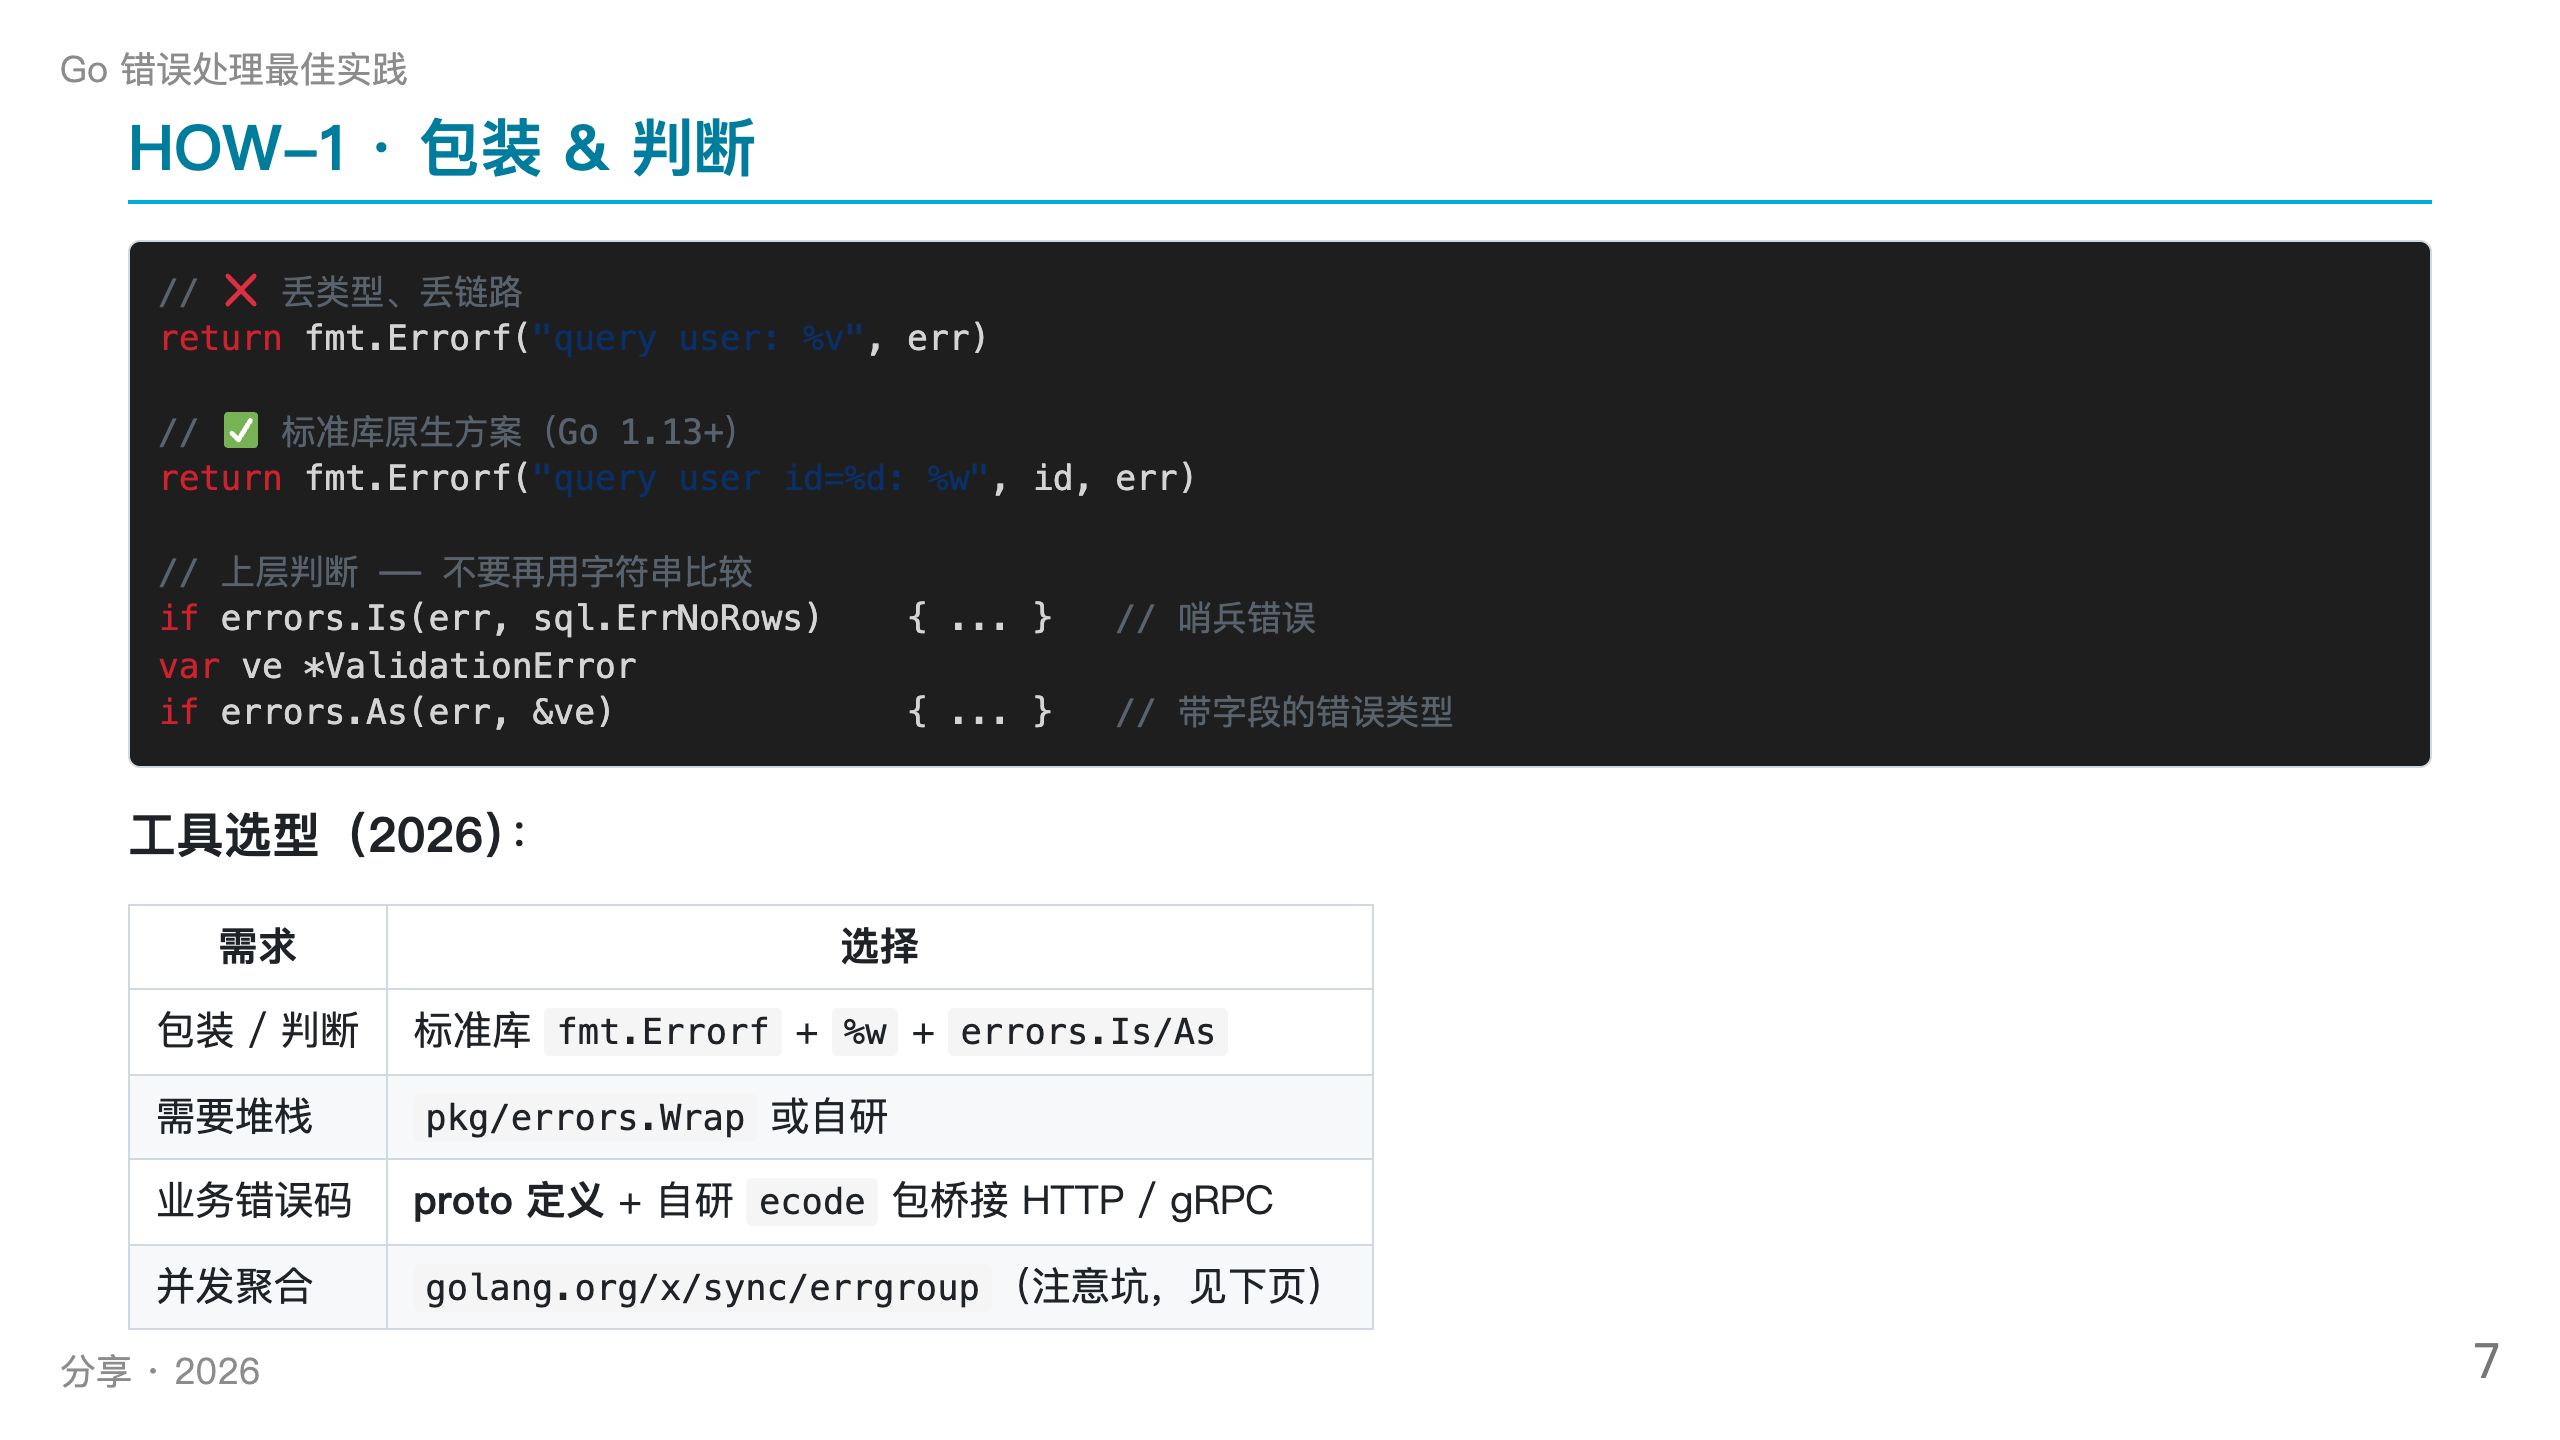 Go 错误处理最佳实践
HOW–1 · 包装 & 判断
// ❌ 丢类型、丢链路
return fmt.Errorf("query user: %v", err)
// ✅ 标准库原生方案（Go 1.13+）
return fmt.Errorf("query user id=%d: %w", id, err)
// 上层判断 —— 不要再用字符串比较
if errors.Is(err, sql.ErrNoRows)    { ... }   // 哨兵错误
var ve *ValidationError
if errors.As(err, &ve)              { ... }   // 带字段的错误类型
工具选型（2026）：
需求 选择
包装 / 判断 标准库 fmt.Errorf + %w + errors.Is/As
需要堆栈 pkg/errors.Wrap 或自研
业务错误码 proto 定义 + 自研 ecode 包桥接 HTTP / gRPC
并发聚合 golang.org/x/sync/errgroup（注意坑，见下页）
分享 · 2026
7